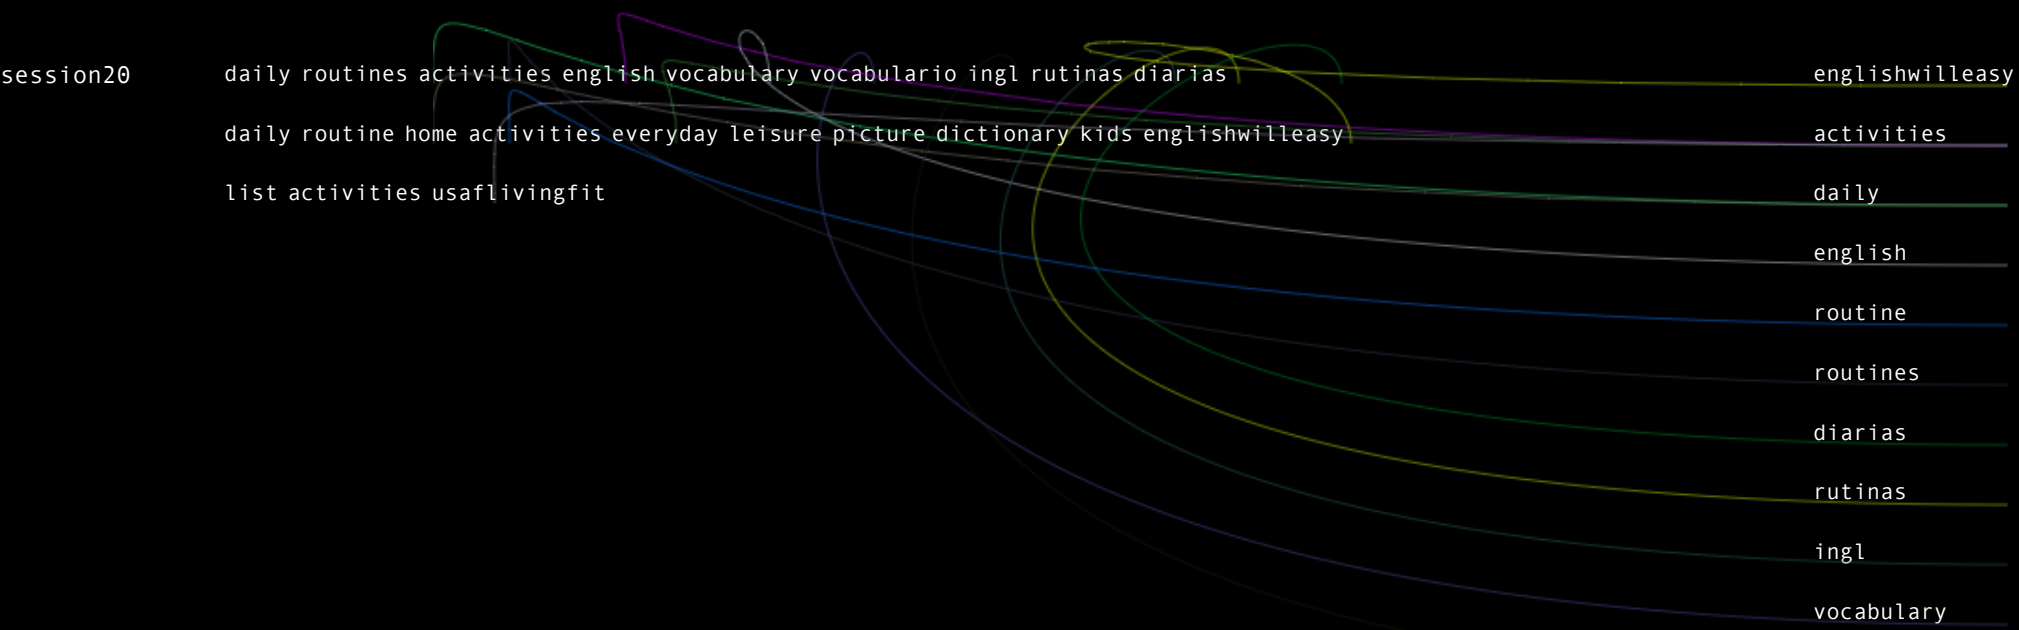 session20
daily routines activities english vocabulary vocabulario ingl rutinas diarias
daily routine home activities everyday leisure picture dictionary kids englishwilleasy
list activities usaflivingfit
englishwilleasy
activities
daily
english
routine
routines
diarias
rutinas
ingl
vocabulary